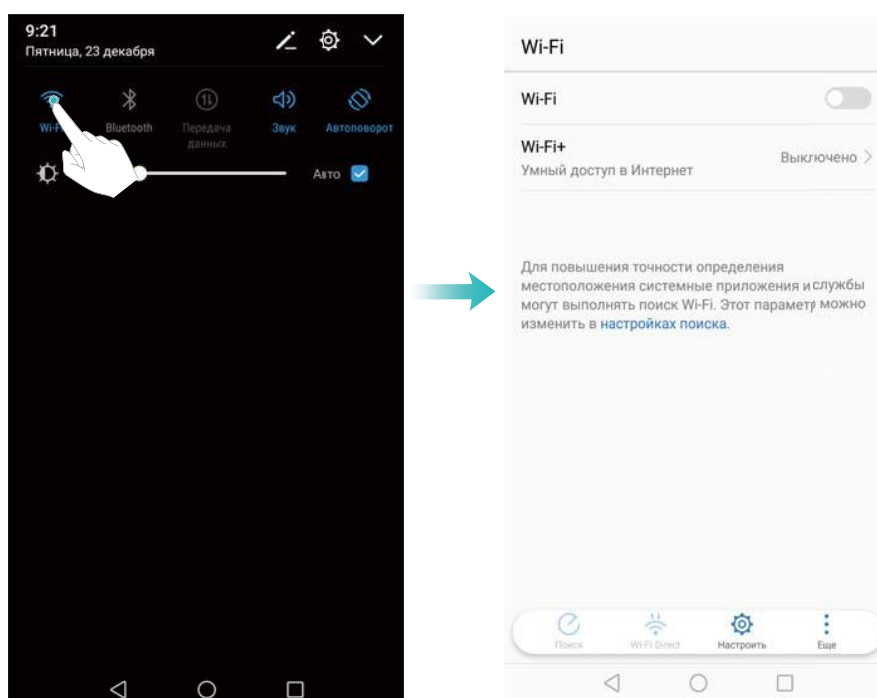 9:21
Пятница, 23 декабря
Wi-Fi
Bluetooth
Передача
данных
Звук
Автоповорот
Авто
Wi-Fi
Wi-Fi
Wi-Fi+
Умный доступ в Интернет
Выключено
Для повышения точности определения
местоположения системные приложения и службы
могут выполнять поиск Wi-Fi. Этот параметр можно
изменить в настройках поиска.
Поиск
Wi-Fi Direct
Настроить
Еще